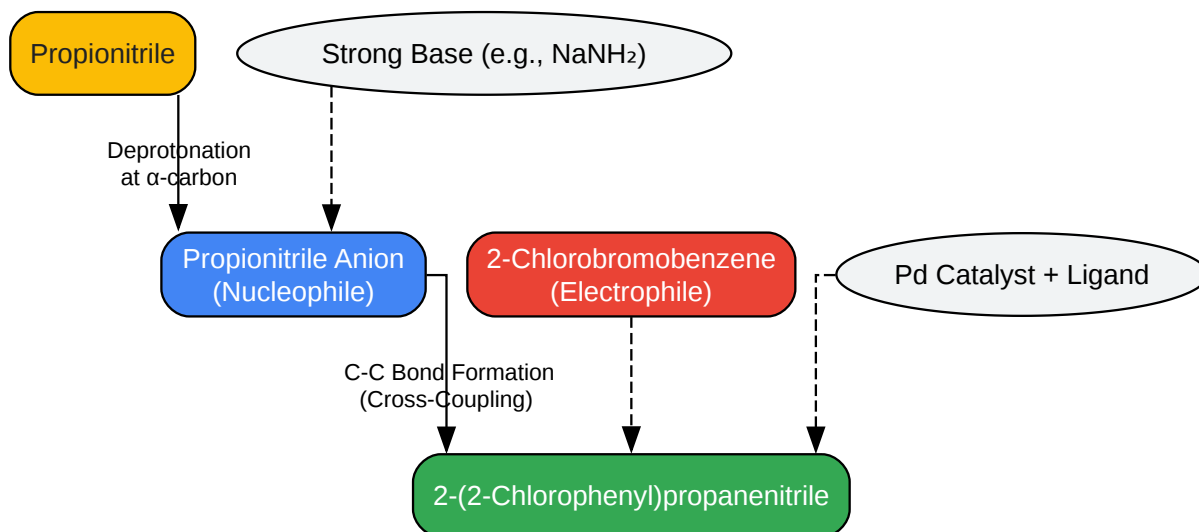 Propionitrile
Strong Base (e.g., NaNH₂)
Deprotonation
at α-carbon
Propionitrile Anion
(Nucleophile)
2-Chlorobromobenzene
(Electrophile)
Pd Catalyst + Ligand
C-C Bond Formation
(Cross-Coupling)
2-(2-Chlorophenyl)propanenitrile